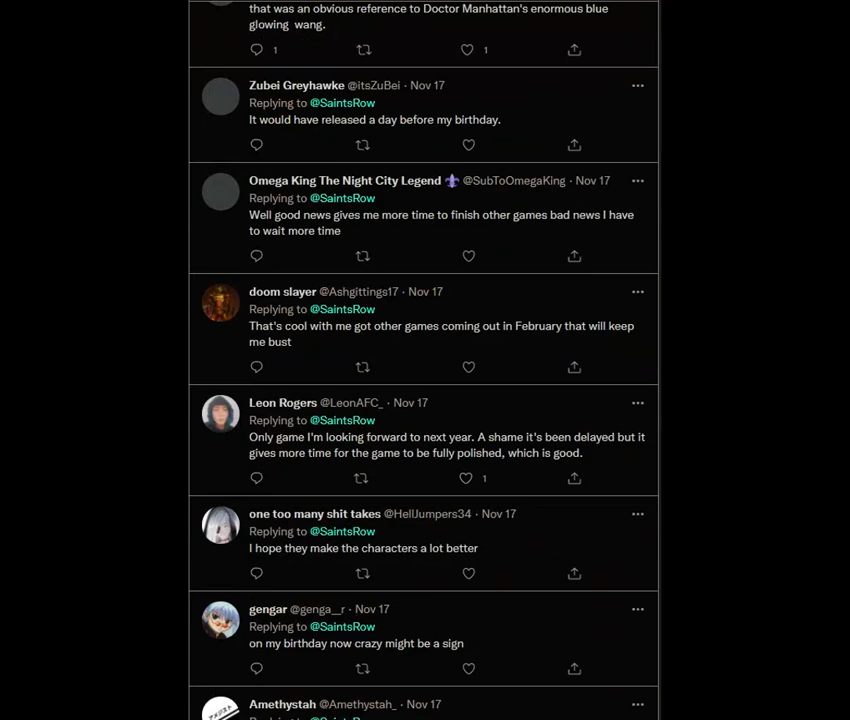 that was an obvious reference to Doctor Manhattan's enormous blue
glowing wang.
1 1
Zubei Greyhawke @itsZuBei · Nov 17
Replying to @SaintsRow
It would have released a day before my birthday.
Omega King The Night City Legend ⚜ @SubToOmegaKing · Nov 17
Replying to @SaintsRow
Well good news gives me more time to finish other games bad news I have
to wait more time
doom slayer @Ashgittings17 · Nov 17
Replying to @SaintsRow
That's cool with me got other games coming out in February that will keep
me bust
Leon Rogers @LeonAFC_ · Nov 17
Replying to @SaintsRow
Only game I'm looking forward to next year. A shame it's been delayed but it
gives more time for the game to be fully polished, which is good.
1
one too many shit takes @HellJumpers34 · Nov 17
Replying to @SaintsRow
I hope they make the characters a lot better
gengar @genga__r · Nov 17
Replying to @SaintsRow
on my birthday now crazy might be a sign
アメリスト
Amethystah @Amethystah_ · Nov 17
Replying to @SaintsRow